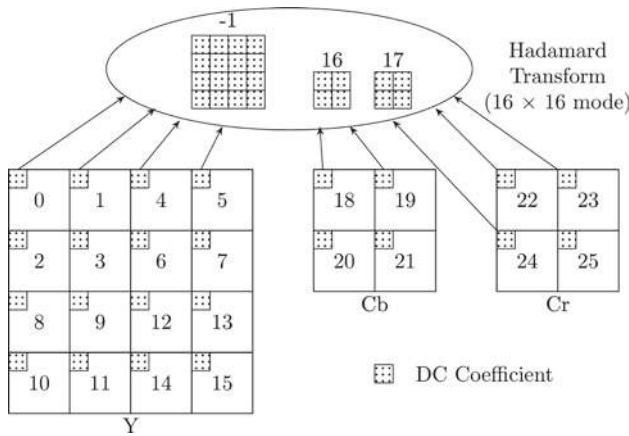 -1
16 17
Hadamard
Transform
(16 × 16 mode)
0 1 4 5
18 19
22 23
2 3 6 7
20 21
24 25
Cb
Cr
8 9 12 13
10 11 14 15
DC Coefficient
Y